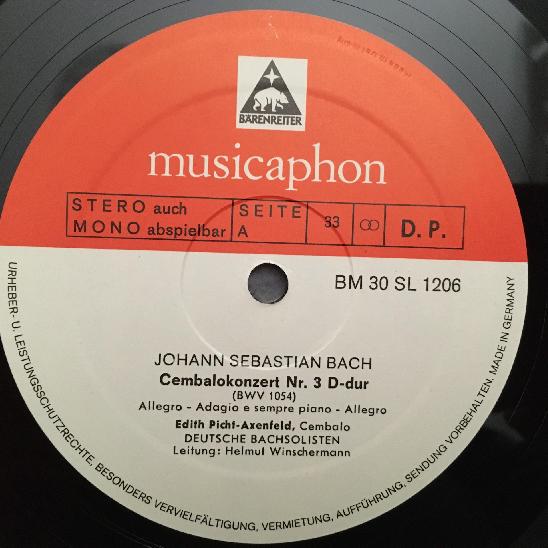 BÄRENREITER
musicaphon
STERO auch
MONO abspielbar
SEITE
A
33
D. P.
BM 30 SL 1206
JOHANN SEBASTIAN BACH
Cembalokonzert Nr. 3 D-dur
(BWV 1054)
Allegro - Adagio e sempre piano - Allegro
Edith Picht-Axenfeld, Cembalo
DEUTSCHE BACHSOLISTEN
Leitung: Helmut Winschermann
URHEBER- U. LEISTUNGSSCHUTZRECHTE, BESONDERS VERVIELFÄLTIGUNG, VERMIETUNG, AUFFÜHRUNG, SENDUNG VORBEHALTEN. MADE IN GERMANY